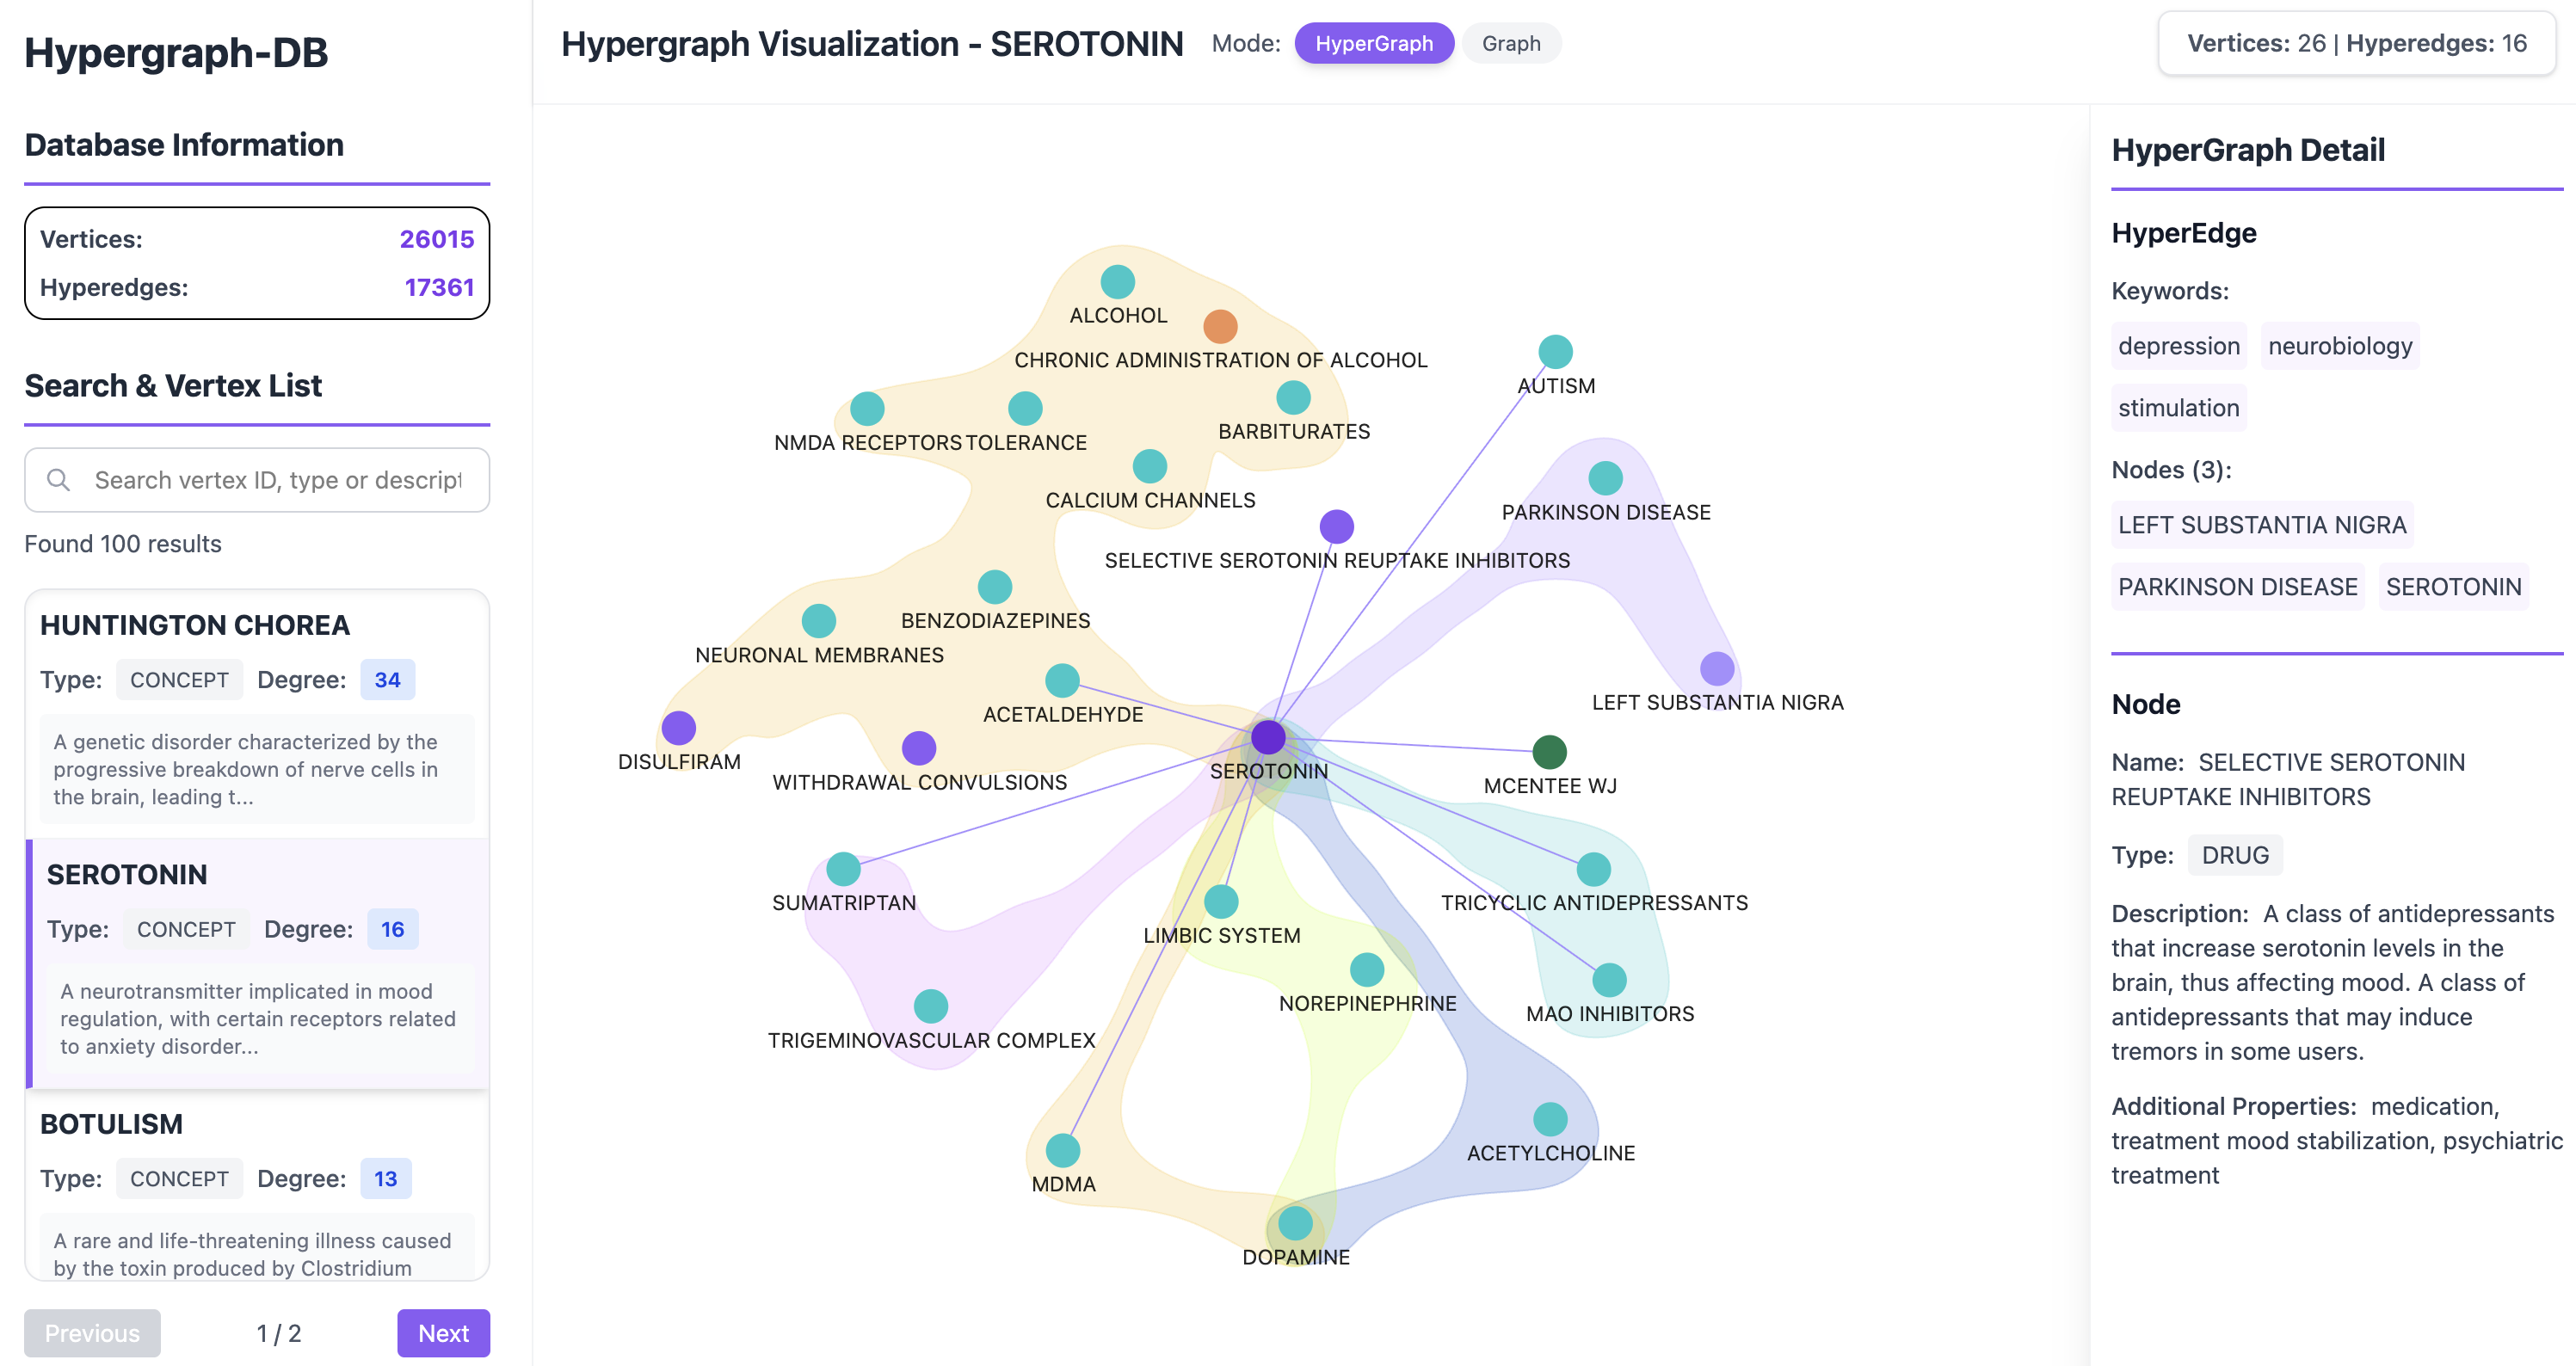 Hypergraph-DB
Database Information
Vertices: 26015
Hyperedges: 17361
Search & Vertex List
Search vertex ID, type or descript
Found 100 results
HUNTINGTON CHOREA
Type: CONCEPT Degree: 34
A genetic disorder characterized by the
progressive breakdown of nerve cells in
the brain, leading t...
SEROTONIN
Type: CONCEPT Degree: 16
A neurotransmitter implicated in mood
regulation, with certain receptors related
to anxiety disorder...
BOTULISM
Type: CONCEPT Degree: 13
A rare and life-threatening illness caused
by the toxin produced by Clostridium
Previous 1 / 2 Next
Hypergraph Visualization - SEROTONIN Mode: HyperGraph Graph
Vertices: 26 | Hyperedges: 16
ALCOHOL
CHRONIC ADMINISTRATION OF ALCOHOL
AUTISM
NMDA RECEPTORS TOLERANCE
BARBITURATES
CALCIUM CHANNELS
PARKINSON DISEASE
SELECTIVE SEROTONIN REUPTAKE INHIBITORS
BENZODIAZEPINES
NEURONAL MEMBRANES
LEFT SUBSTANTIA NIGRA
ACETALDEHYDE
DISULFIRAM
SEROTONIN
WITHDRAWAL CONVULSIONS
MCENTEE WJ
SUMATRIPTAN
TRICYCLIC ANTIDEPRESSANTS
LIMBIC SYSTEM
NOREPINEPHRINE
MAO INHIBITORS
TRIGEMINOVASCULAR COMPLEX
ACETYLCHOLINE
MDMA
DOPAMINE
HyperGraph Detail
HyperEdge
Keywords:
depression neurobiology
stimulation
Nodes (3):
LEFT SUBSTANTIA NIGRA
PARKINSON DISEASE SEROTONIN
Node
Name: SELECTIVE SEROTONIN
REUPTAKE INHIBITORS
Type: DRUG
Description: A class of antidepressants
that increase serotonin levels in the
brain, thus affecting mood. A class of
antidepressants that may induce
tremors in some users.
Additional Properties: medication,
treatment mood stabilization, psychiatric
treatment